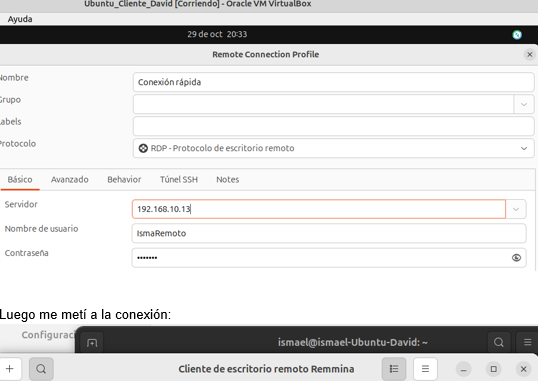 Ubuntu_Cliente_David [Corriendo] - Oracle VM VirtualBox
Ayuda
29 de oct 20:33
Remote Connection Profile
Nombre
Conexión rápida
Grupo
Labels
Protocolo
RDP - Protocolo de escritorio remoto
Básico Avanzado Behavior Túnel SSH Notes
Servidor
192.168.10.13
Nombre de usuario
IsmaRemoto
Contraseña
•••••••
Luego me metí a la conexión:
Configuraci
ismael@ismael-Ubuntu-David: ~
Cliente de escritorio remoto Remmina